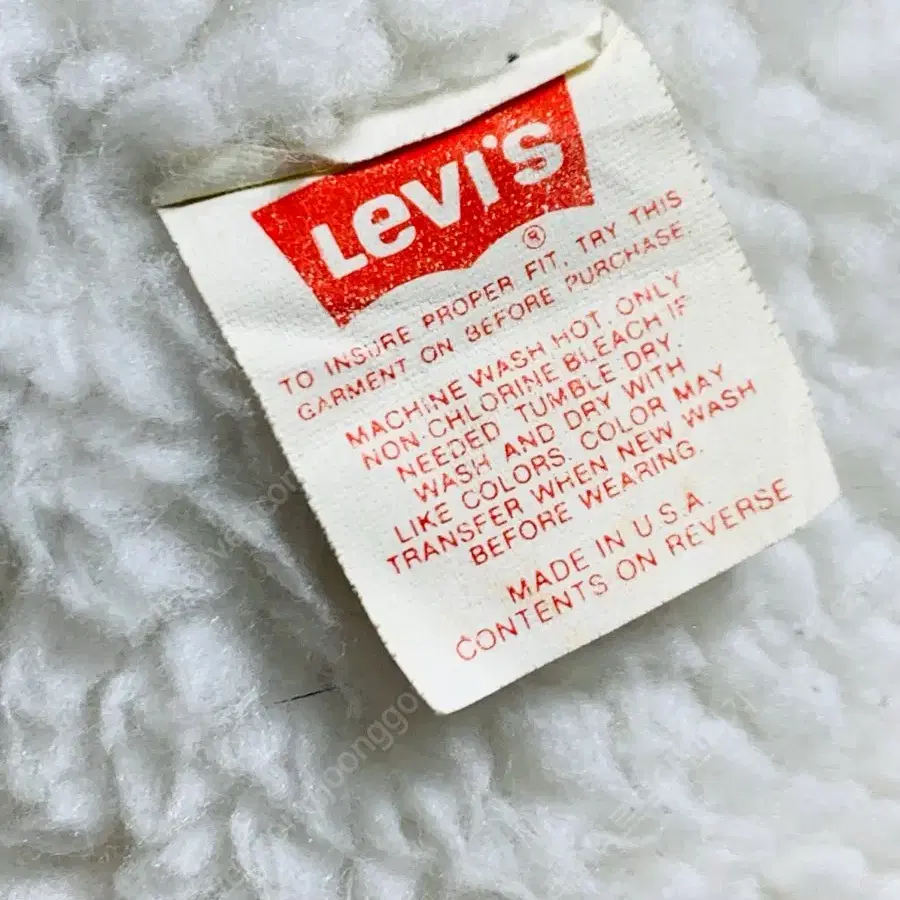 Levi's
®
TO INSURE PROPER FIT, TRY THIS
GARMENT ON BEFORE PURCHASE.
MACHINE WASH HOT, ONLY
NON-CHLORINE BLEACH IF
NEEDED. TUMBLE DRY.
WASH AND DRY WITH
LIKE COLORS. COLOR MAY
TRANSFER WHEN NEW WASH
BEFORE WEARING.
MADE IN U.S.A.
CONTENTS ON REVERSE